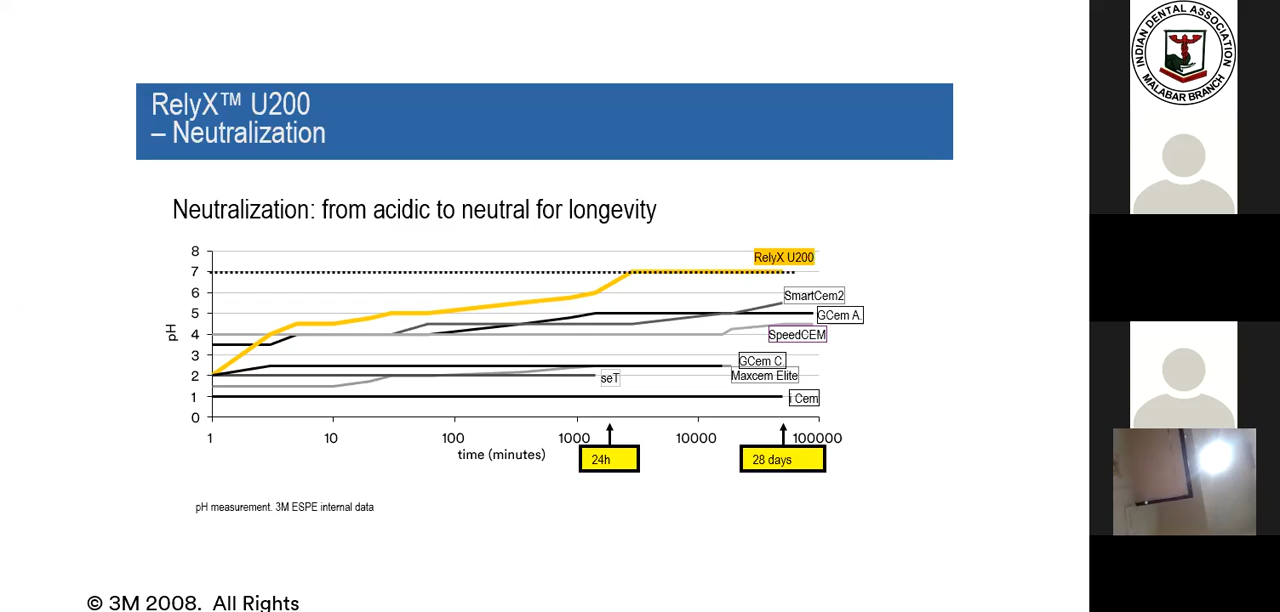 RelyX™ U200
– Neutralization
Neutralization: from acidic to neutral for longevity
8
7
6
5
4
3
2
1
0
pH
RelyX U200
SmartCem2
GCem A.
SpeedCEM
GCem C
Maxcem Elite
seT
i Cem
1
10
100
1000
10000
100000
time (minutes)
24h
28 days
pH measurement. 3M ESPE internal data
© 3M 2008. All Rights
INDIAN DENTAL ASSOCIATION
MALABAR BRANCH